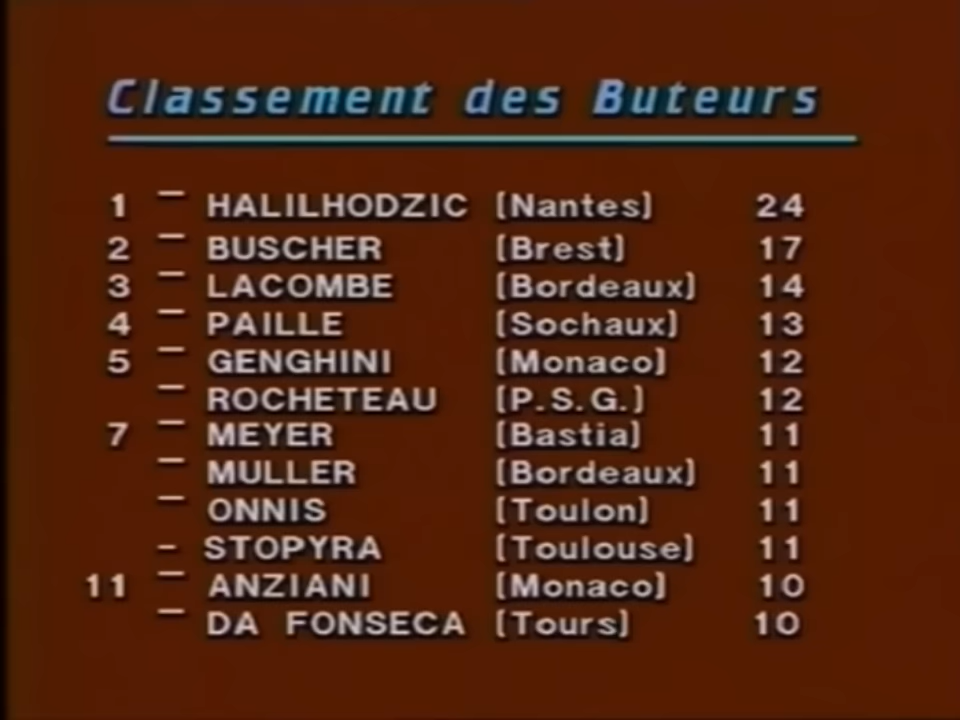 Classement des Buteurs
1 - HALILHODZIC [Nantes] 24
2 - BUSCHER [Brest] 17
3 - LACOMBE [Bordeaux] 14
4 - PAILLE [Sochaux] 13
5 - GENGHINI [Monaco] 12
- ROCHETEAU [P.S.G.] 12
7 - MEYER [Bastia] 11
- MULLER [Bordeaux] 11
- ONNIS [Toulon] 11
- STOPYRA [Toulouse] 11
11 - ANZIANI [Monaco] 10
- DA FONSECA [Tours] 10